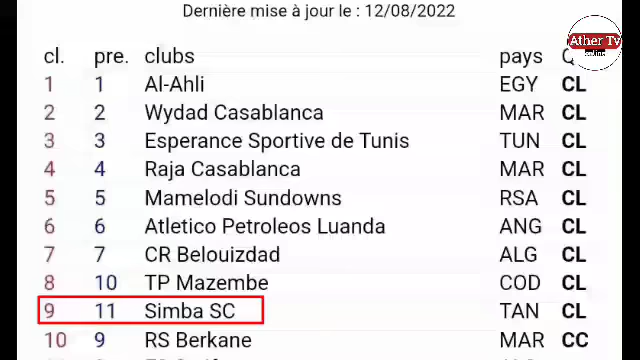 Dernière mise à jour le : 12/08/2022
Ather Tv
online
cl. pre. clubs pays
1 1 Al-Ahli EGY CL
2 2 Wydad Casablanca MAR CL
3 3 Esperance Sportive de Tunis TUN CL
4 4 Raja Casablanca MAR CL
5 5 Mamelodi Sundowns RSA CL
6 6 Atletico Petroleos Luanda ANG CL
7 7 CR Belouizdad ALG CL
8 10 TP Mazembe COD CL
9 11 Simba SC TAN CL
10 9 RS Berkane MAR CC